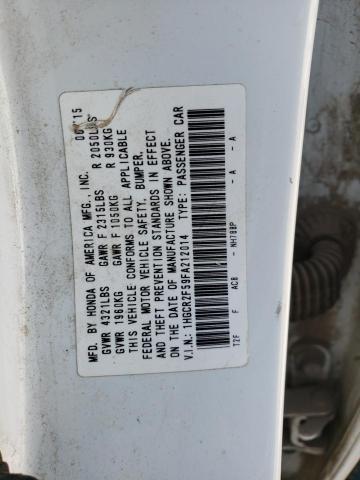 MFD. BY HONDA OF AMERICA MFG., INC. 06/15
GVWR 4321LBS GAWR F 2315LBS R 2050LBS
GVWR 1960KG GAWR F 1050KG R 930KG
THIS VEHICLE CONFORMS TO ALL APPLICABLE
FEDERAL MOTOR VEHICLE SAFETY, BUMPER,
AND THEFT PREVENTION STANDARDS IN EFFECT
ON THE DATE OF MANUFACTURE SHOWN ABOVE.
V.I.N.: 1HGCR2F59FA212014 TYPE: PASSENGER CAR
T2F F ACB - NH788P - A - A